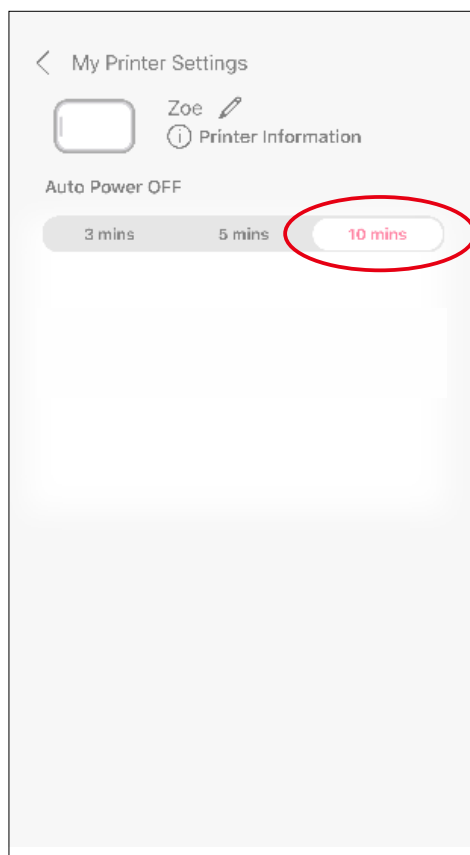 My Printer Settings
Zoe
Printer Information
Auto Power OFF
3 mins 5 mins 10 mins